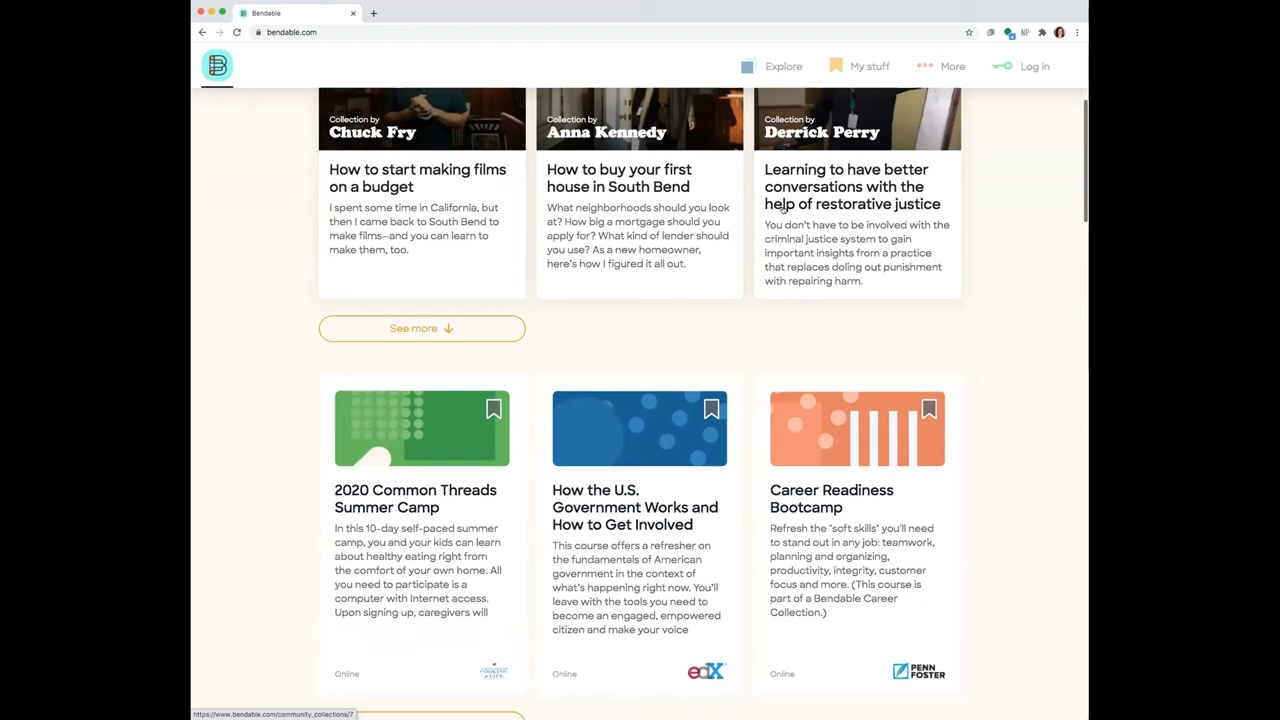 Bendable
bendable.com
Explore
My stuff
More
Log in
Collection by
Chuck Fry
Collection by
Anna Kennedy
Collection by
Derrick Perry
How to start making films
on a budget
I spent some time in California, but
then I came back to South Bend to
make films—and you can learn to
make them, too.
How to buy your first
house in South Bend
What neighborhoods should you look
at? How big a mortgage should you
apply for? What kind of lender should
you use? As a new homeowner,
here's how I figured it all out.
Learning to have better
conversations with the
help of restorative justice
You don't have to be involved with the
criminal justice system to gain
important insights from a practice
that replaces doling out punishment
with repairing harm.
See more ↓
2020 Common Threads
Summer Camp
In this 10-day self-paced summer
camp, you and your kids can learn
about healthy eating right from
the comfort of your own home. All
you need to participate is a
computer with Internet access.
Upon signing up, caregivers will
Online
How the U.S.
Government Works and
How to Get Involved
This course offers a refresher on
the fundamentals of American
government in the context of
what's happening right now. You'll
leave with the tools you need to
become an engaged, empowered
citizen and make your voice
Online
edX
Career Readiness
Bootcamp
Refresh the "soft skills" you'll need
to stand out in any job: teamwork,
planning and organizing,
productivity, integrity, customer
focus and more. (This course is
part of a Bendable Career
Collection.)
Online
PENN
FOSTER
https://www.bendable.com/community_collections/7